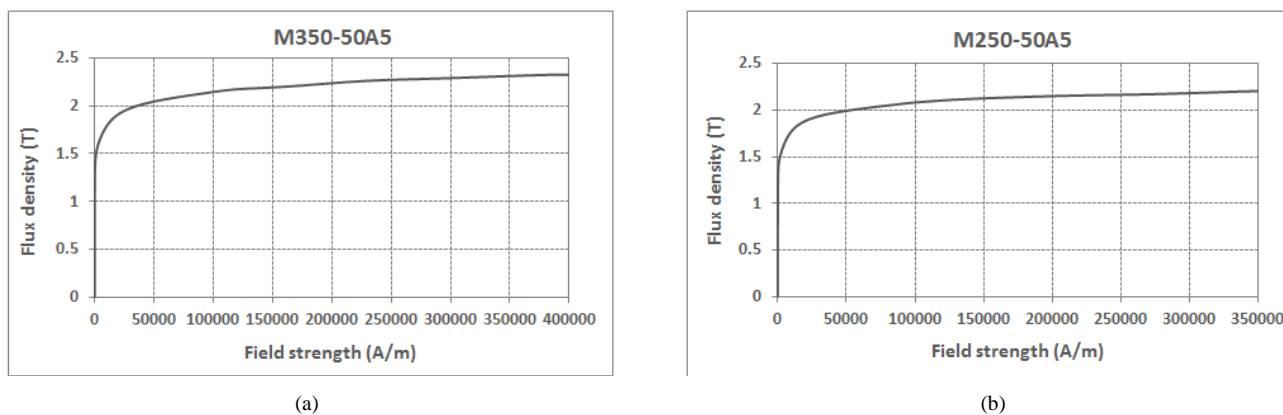 M350-50A5
2.5
2
1.5
1
0.5
0
Flux density (T)
0 50000 100000 150000 200000 250000 300000 350000 400000
Field strength (A/m)
(a)
M250-50A5
2.5
2
1.5
1
0.5
0
Flux density (T)
0 50000 100000 150000 200000 250000 300000 350000
Field strength (A/m)
(b)